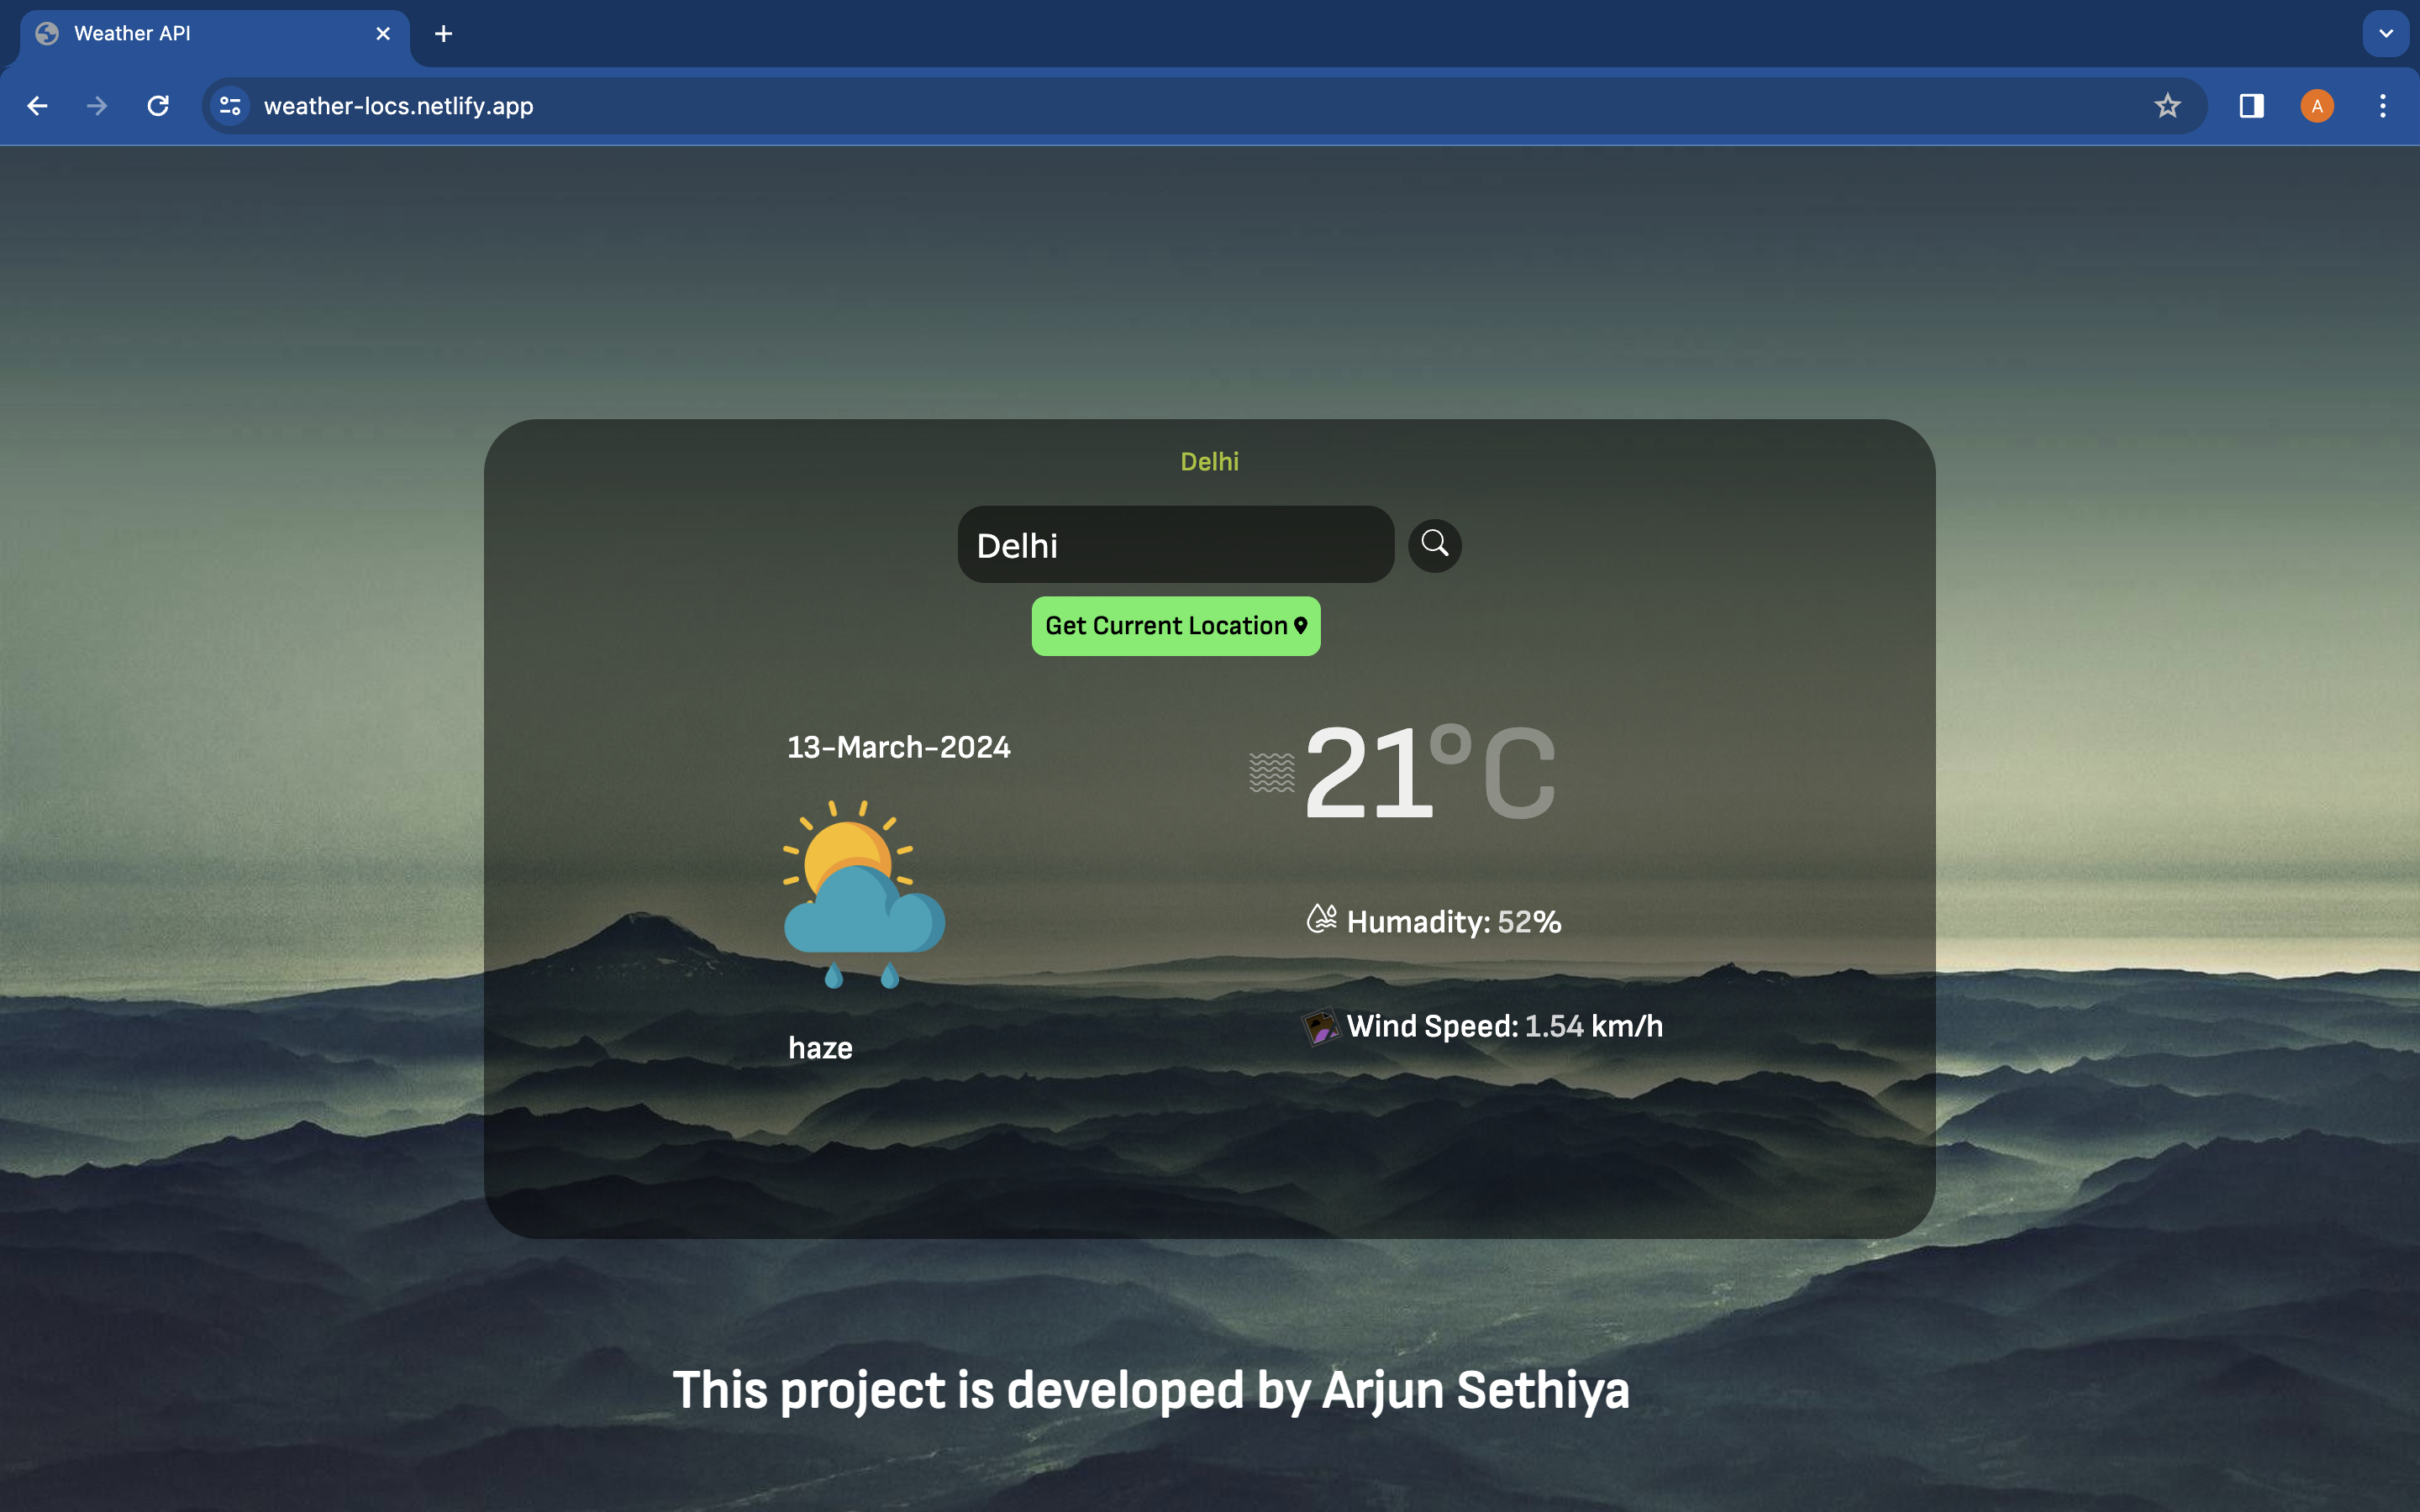 Weather API
weather-locs.netlify.app
A
Delhi
Delhi
Get Current Location
13-March-2024
21°C
Humadity: 52%
Wind Speed: 1.54 km/h
haze
This project is developed by Arjun Sethiya